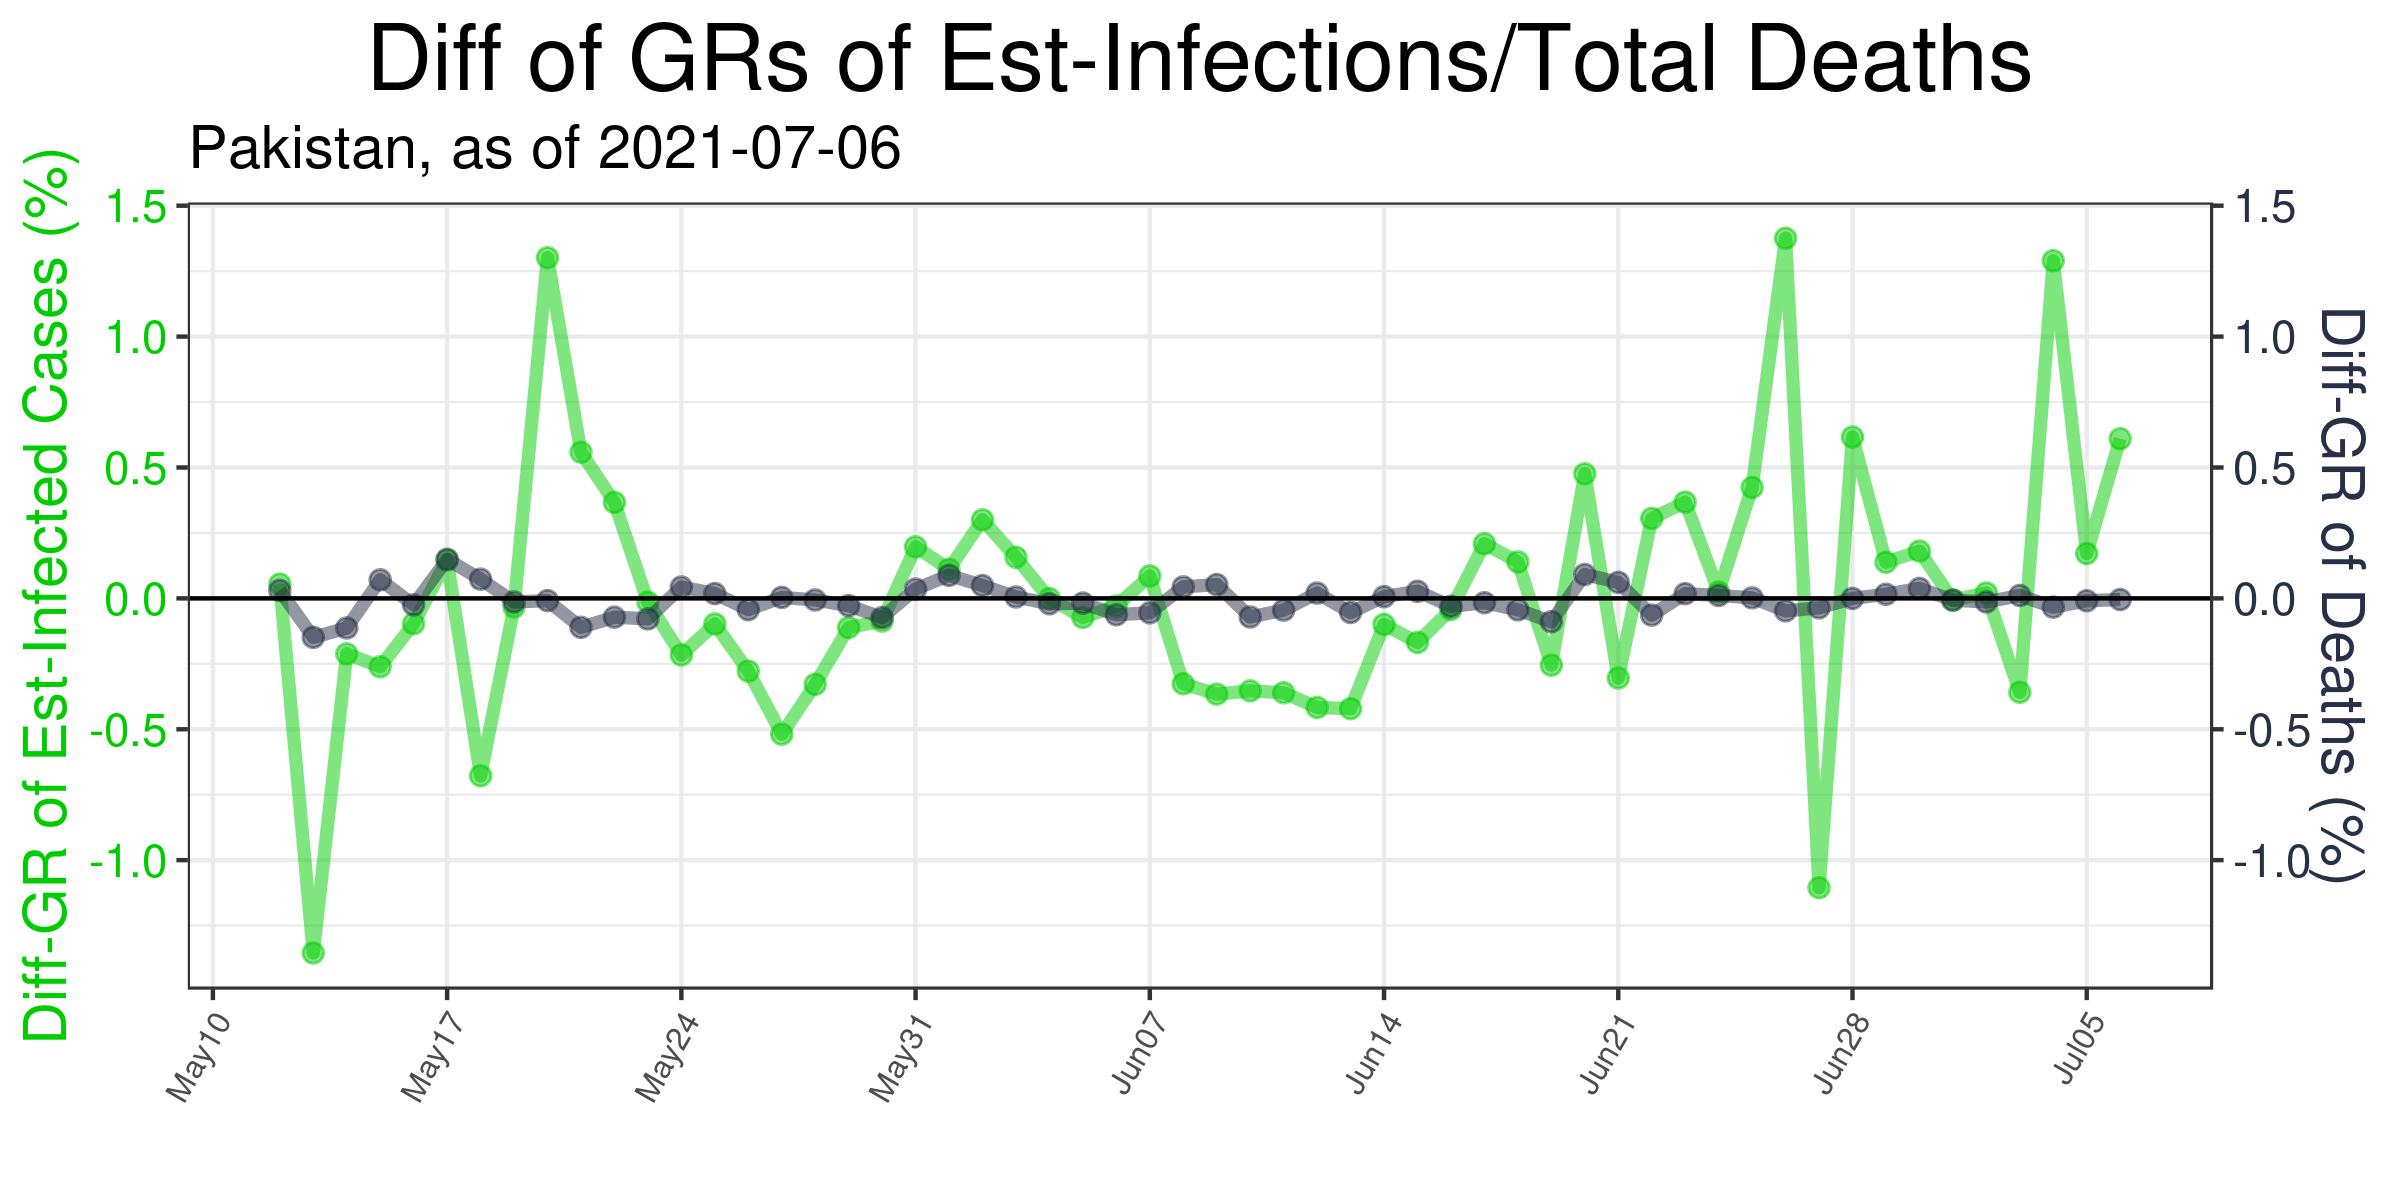 Diff of GRs of Est-Infections/Total Deaths
Pakistan, as of 2021-07-06
Diff-GR of Est-Infected Cases (%)
1.5
1.0
0.5
0.0
-0.5
-1.0
1.5
1.0
0.5
0.0
-0.5
-1.0
Diff-GR of Deaths (%)
May10
May17
May24
May31
Jun07
Jun14
Jun21
Jun28
Jul05